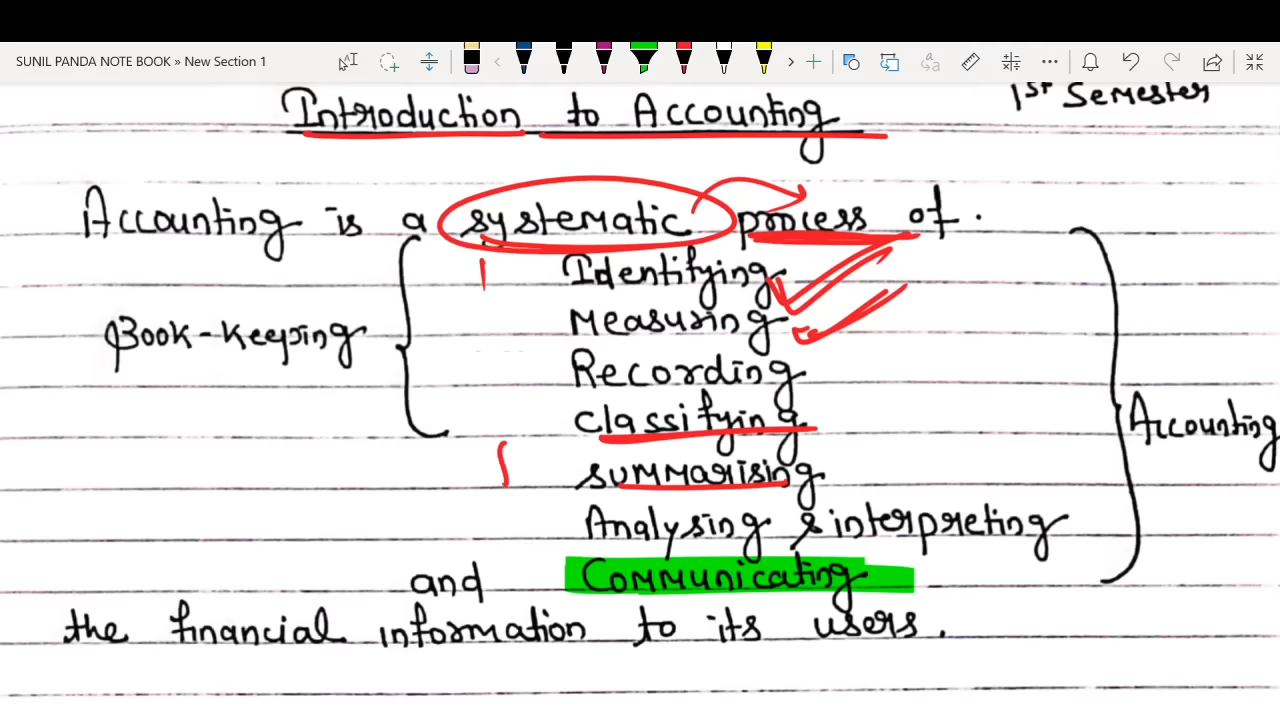 SUNIL PANDA NOTE BOOK » New Section 1
1st Semester
Introduction to Accounting
Accounting is a systematic process of.
Identifying
Measuring
Book-Keeping
Recording
Classifying
Accounting
Summarising
Analysing & interpreting
and Communicating
the financial information to its users.